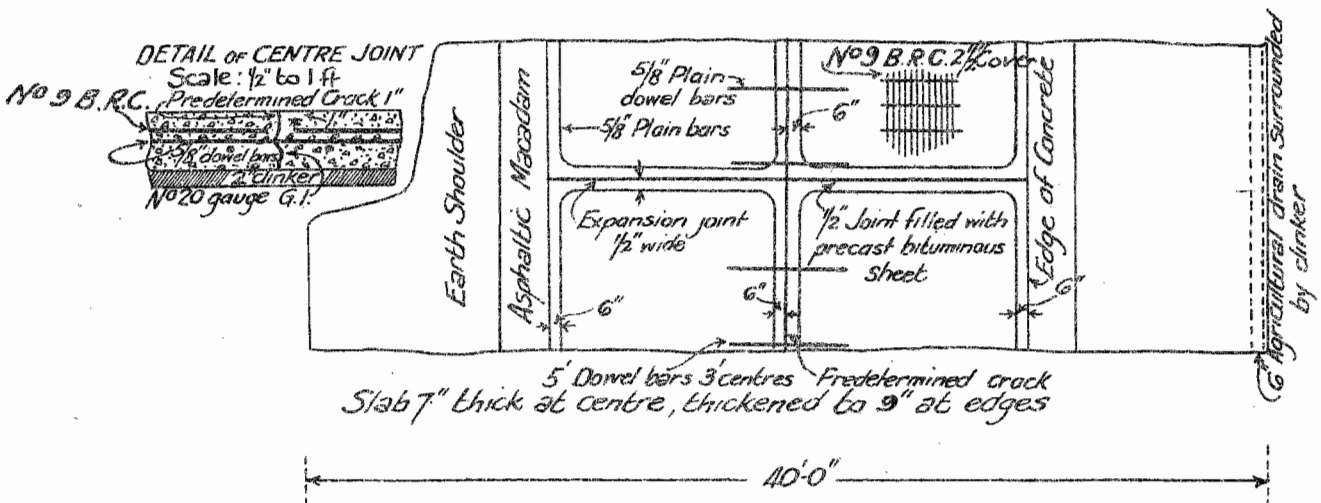 DETAIL OF CENTRE JOINT
Scale: 1/2" to 1 ft
No 9 B.R.C.
Predetermined Crack 1"
1"
5/8" dowel bars
2" clinker
No 20 gauge G.I.
Earth Shoulder
Asphaltic Macadam
5/8" Plain
dowel bars
5/8" Plain bars
6"
No 9 B.R.C. 2 1/2" Cover
Expansion joint
1/2" wide
1/2" Joint filled with
precast bituminous
sheet
Edge of Concrete
6"
6"
6"
6" Agricultural drain surrounded
by clinker
5' Dowel bars 3' centres
Predetermined crack
Slab 7" thick at centre, thickened to 9" at edges
40'-0"